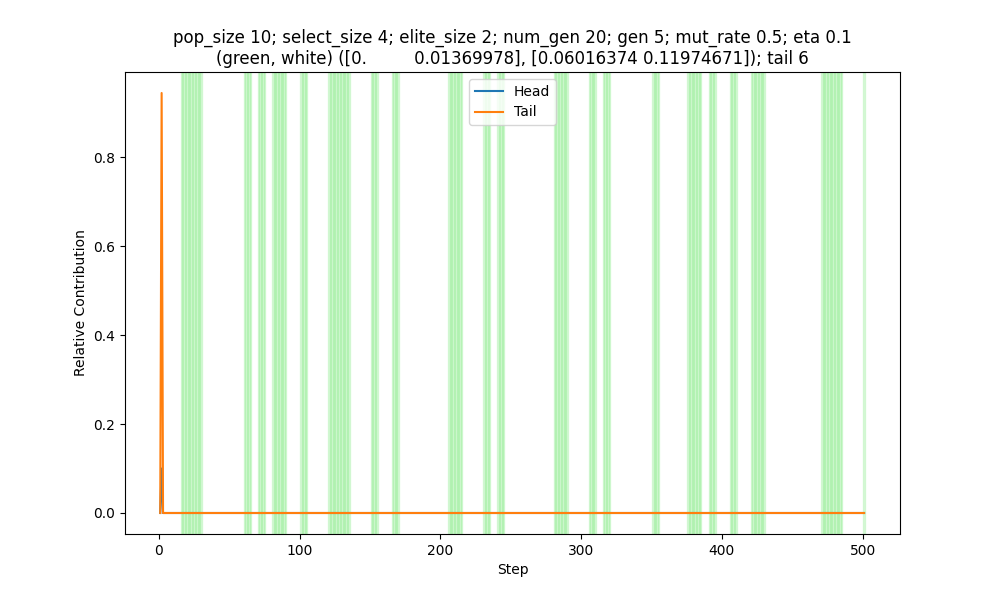 pop_size 10; select_size 4; elite_size 2; num_gen 20; gen 5; mut_rate 0.5; eta 0.1
(green, white) ([0.         0.01369978], [0.06016374 0.11974671]); tail 6
Head
Tail
Relative Contribution
0.8
0.6
0.4
0.2
0.0
0 100 200 300 400 500
Step